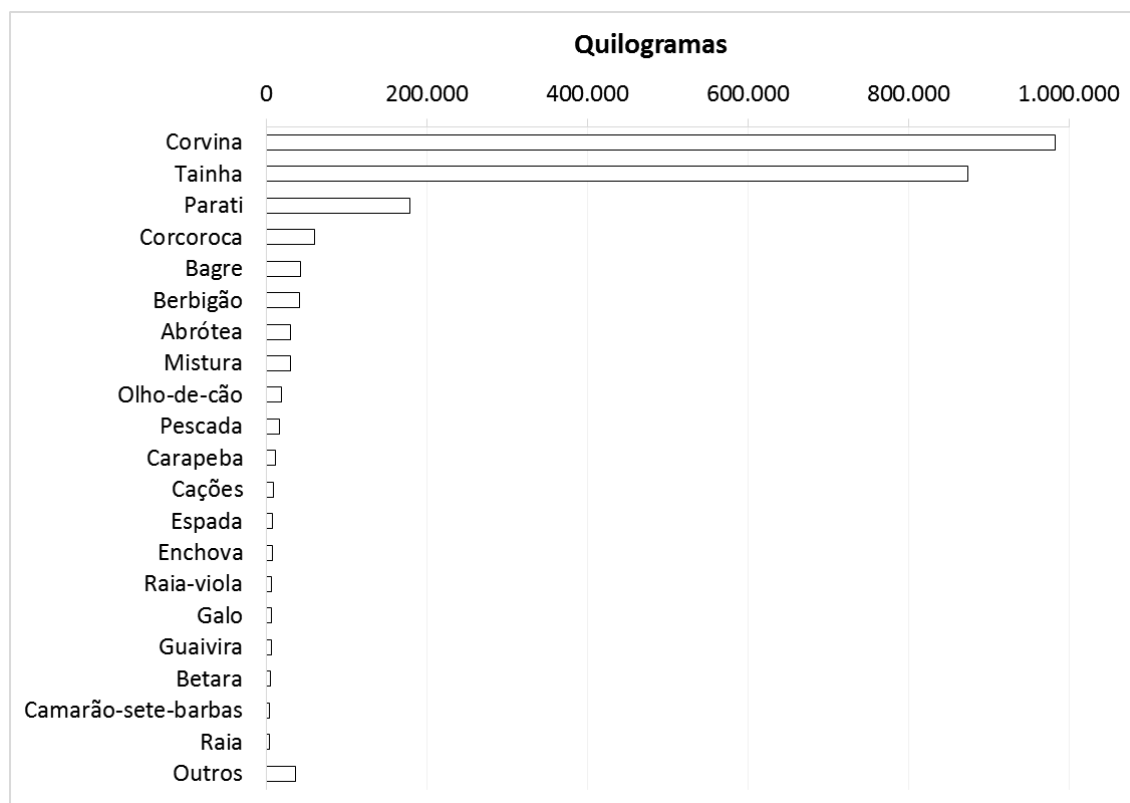 Quilogramas
0 200.000 400.000 600.000 800.000 1.000.000
Corvina
Tainha
Parati
Corcoroca
Bagre
Berbigão
Abrótea
Mistura
Olho-de-cão
Pescada
Carapeba
Cações
Espada
Enchova
Raia-viola
Galo
Guaivira
Betara
Camarão-sete-barbas
Raia
Outros